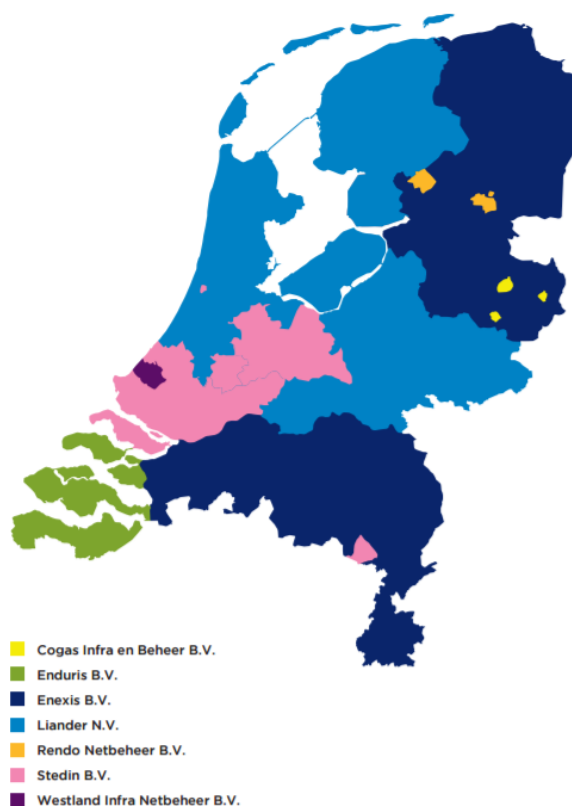 Cogas Infra en Beheer B.V.
Enduris B.V.
Enexis B.V.
Liander N.V.
Rendo Netbeheer B.V.
Stedin B.V.
Westland Infra Netbeheer B.V.